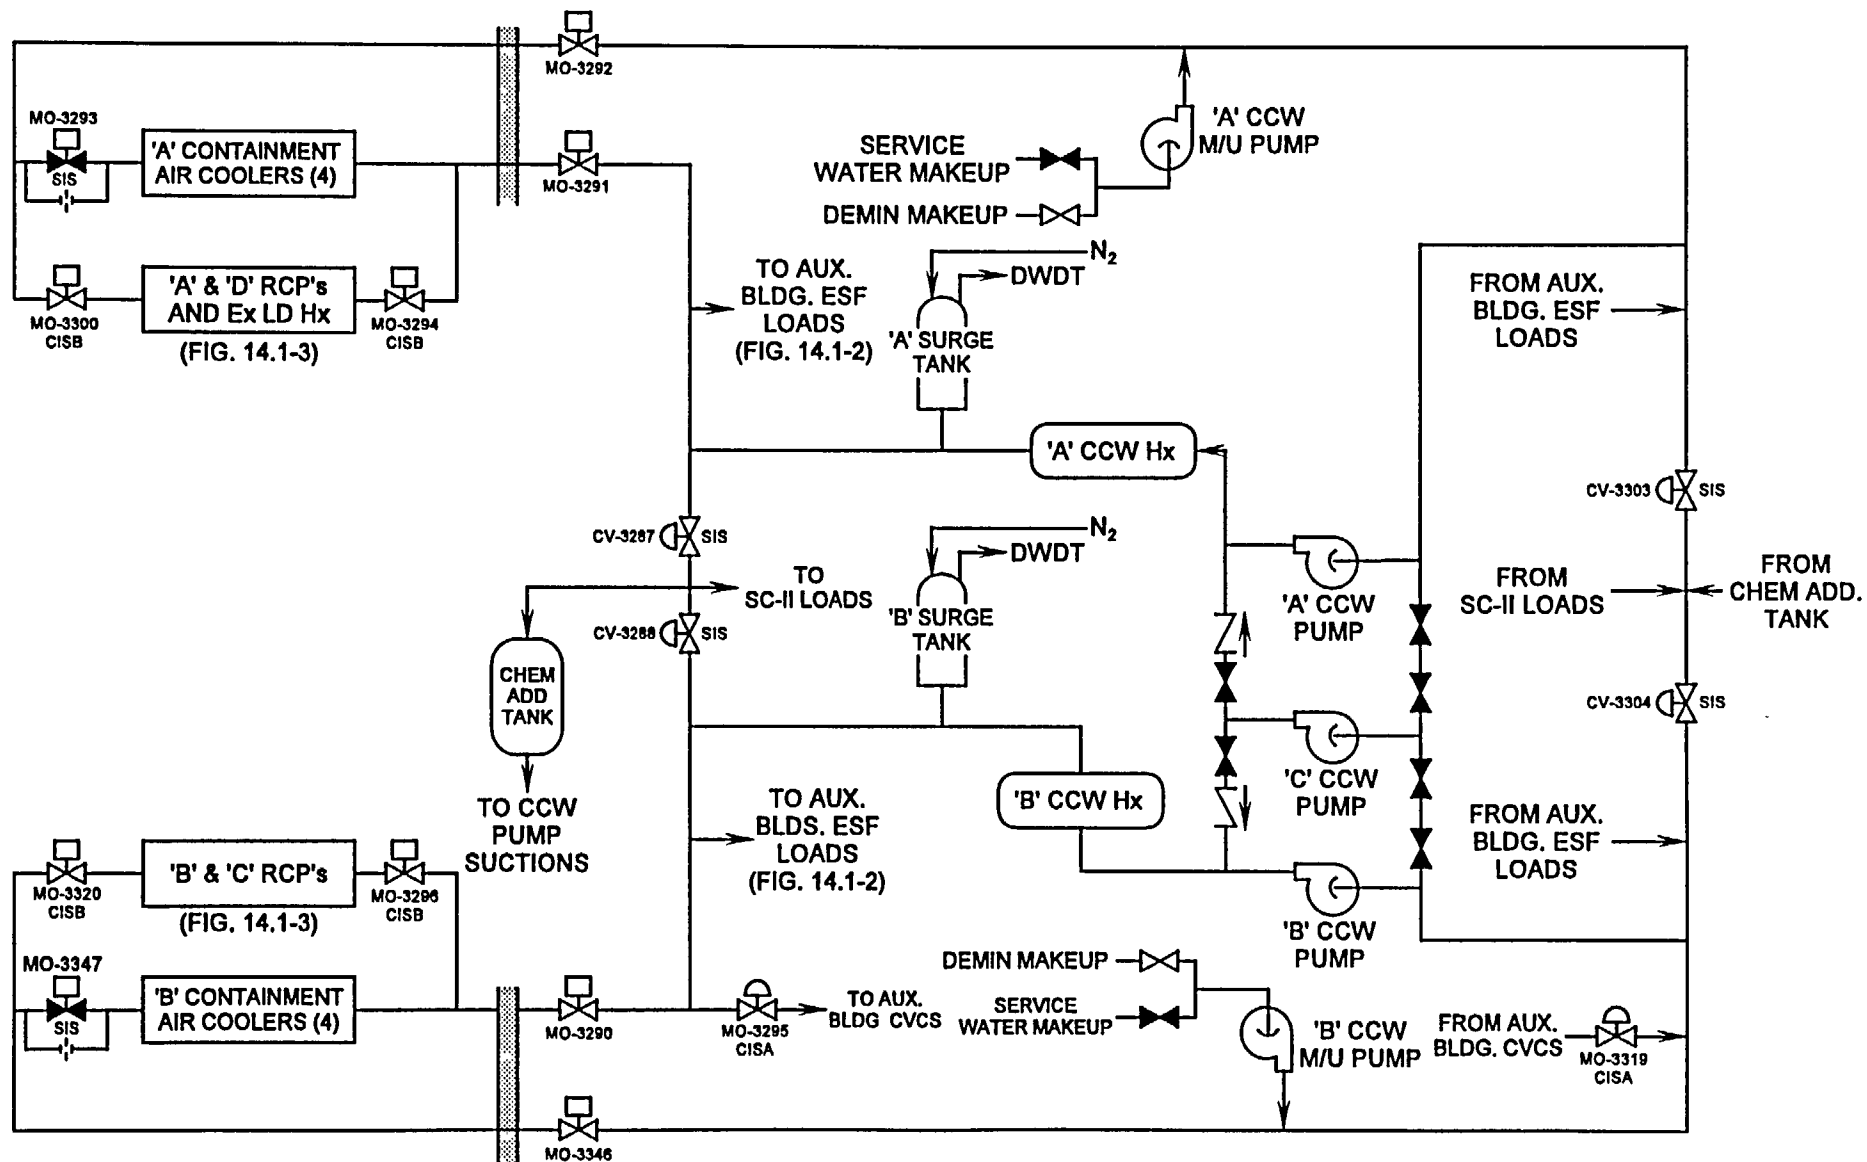 MO-3292
MO-3293
SIS
'A' CONTAINMENT
AIR COOLERS (4)
MO-3291
MO-3300
CISB
'A' & 'D' RCP's
AND Ex LD Hx
(FIG. 14.1-3)
MO-3294
CISB
SERVICE
WATER MAKEUP
DEMIN MAKEUP
'A' CCW
M/U PUMP
TO AUX.
BLDG. ESF
LOADS
(FIG. 14.1-2)
N2
DWDT
'A' SURGE
TANK
FROM AUX.
BLDG. ESF
LOADS
'A' CCW Hx
CV-3303
SIS
CV-3287
SIS
N2
DWDT
TO
SC-II LOADS
'B' SURGE
TANK
'A' CCW
PUMP
FROM
SC-II LOADS
FROM
CHEM ADD.
TANK
CV-3288
SIS
CHEM
ADD
TANK
CV-3304
SIS
'C' CCW
PUMP
'B' CCW Hx
TO CCW
PUMP
SUCTIONS
TO AUX.
BLDS. ESF
LOADS
(FIG. 14.1-2)
FROM AUX.
BLDG. ESF
LOADS
MO-3320
CISB
'B' & 'C' RCP's
(FIG. 14.1-3)
MO-3296
CISB
'B' CCW
PUMP
MO-3347
SIS
'B' CONTAINMENT
AIR COOLERS (4)
MO-3290
MO-3295
CISA
TO AUX.
BLDG CVCS
DEMIN MAKEUP
SERVICE
WATER MAKEUP
'B' CCW
M/U PUMP
FROM AUX.
BLDG. CVCS
MO-3319
CISA
MO-3346